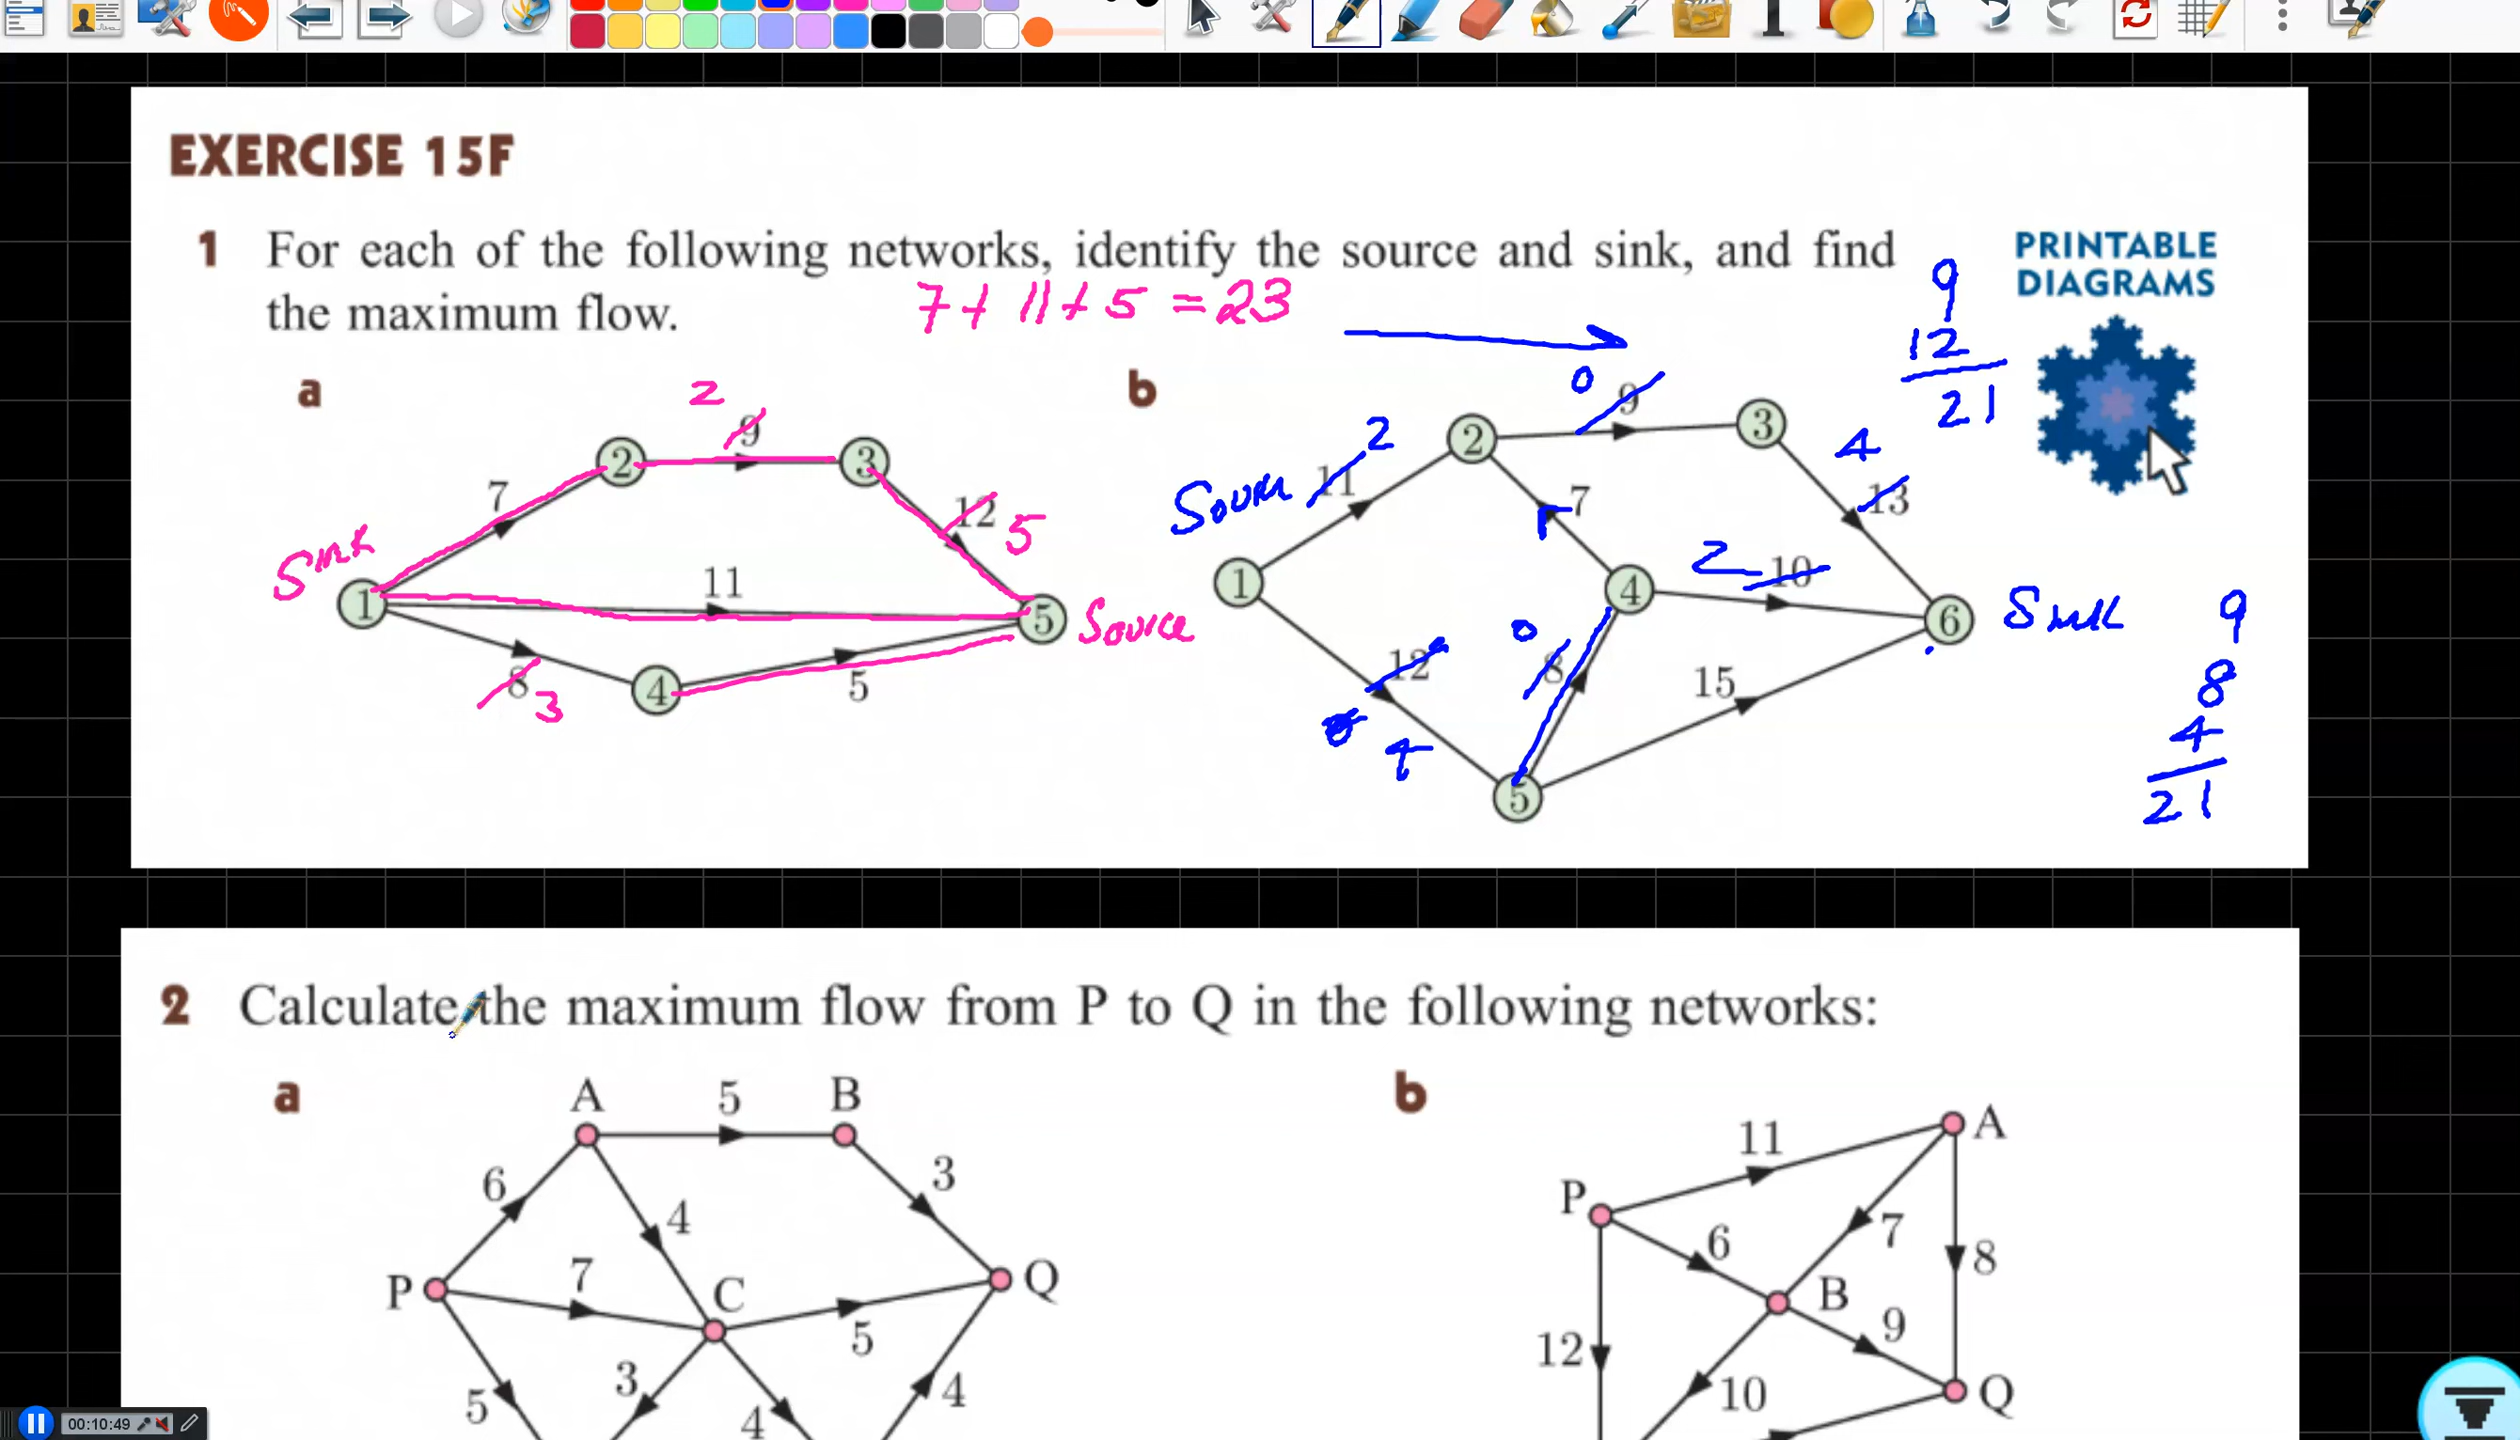 EXERCISE 15F
1 For each of the following networks, identify the source and sink, and find
the maximum flow.
7 + 11 + 5 = 23
PRINTABLE
DIAGRAMS
9
12
21
a
2
9
2
3
7
12
5
Sink
11
1
5
Source
8
3
4
5
b
0
9
2
3
2
11
Sourc
4
13
7
1
2
10
4
6
Sink
12
0
8
15
4
5
9
8
4
21
2 Calculate the maximum flow from P to Q in the following networks:
a
A
5
B
6
4
3
P
7
C
Q
5
5
3
4
4
b
11
A
P
6
7
8
B
12
9
10
Q
00:10:49